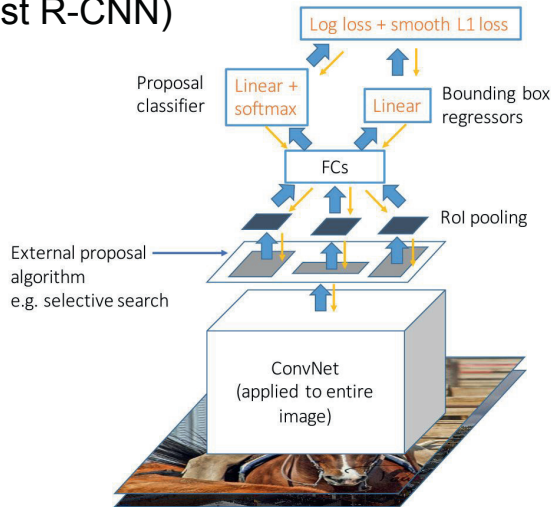 st R-CNN)
Log loss + smooth L1 loss
Proposal
classifier
Linear +
softmax
Linear
Bounding box
regressors
FCs
RoI pooling
External proposal
algorithm
e.g. selective search
ConvNet
(applied to entire
image)